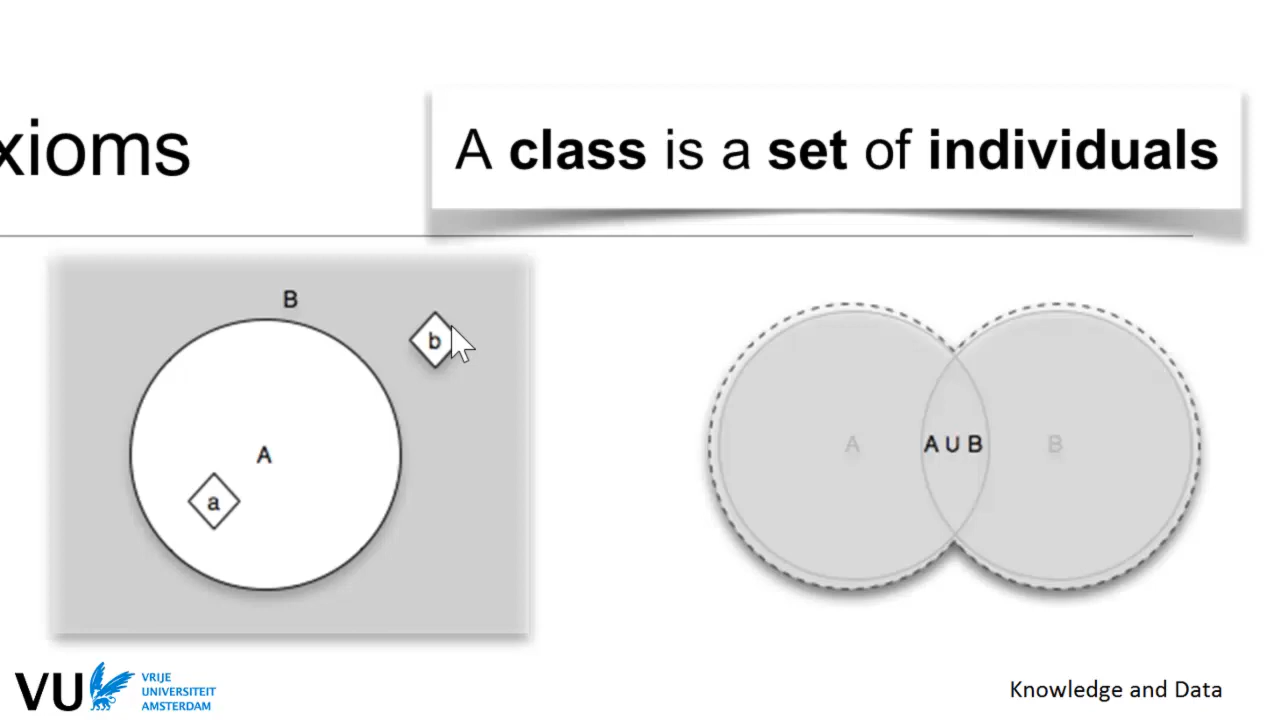 xioms
A class is a set of individuals
B
b
A
a
A
A ∪ B
B
VU
VRIJE
UNIVERSITEIT
AMSTERDAM
Knowledge and Data